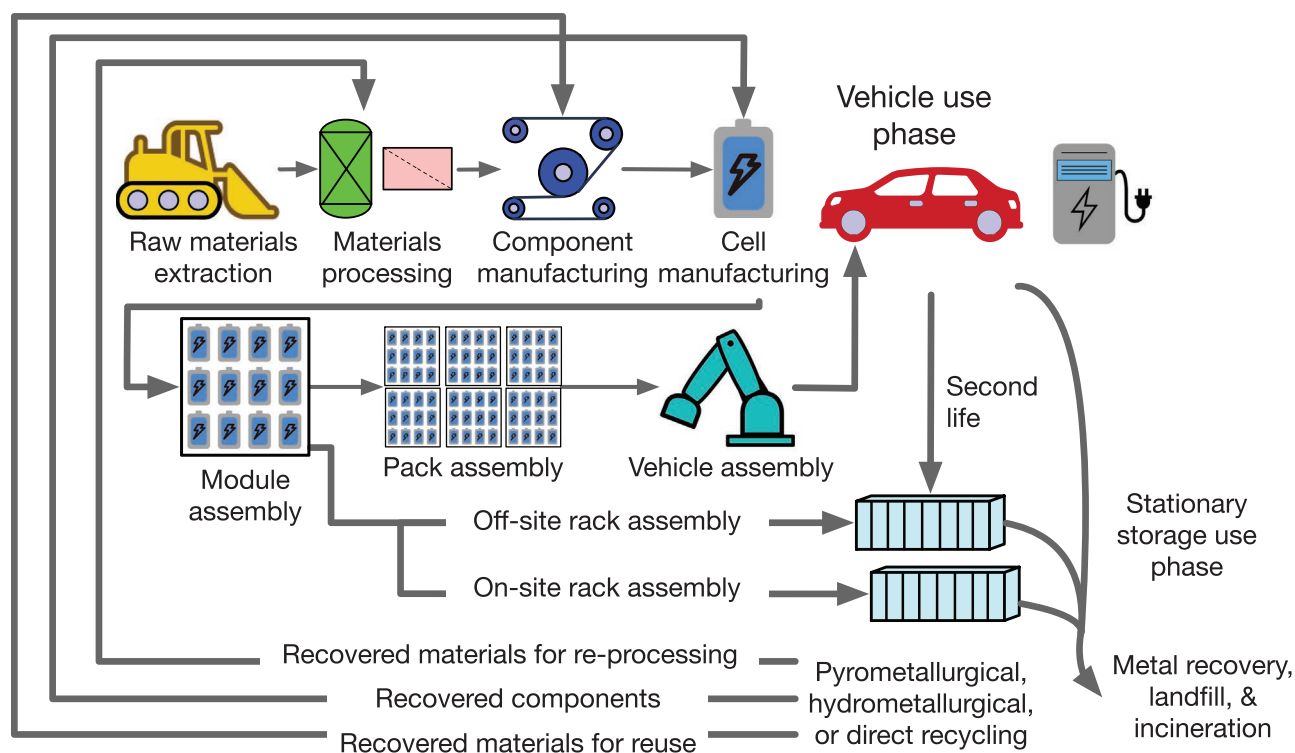 Vehicle use
phase
Raw materials
extraction
Materials
processing
Component
manufacturing
Cell
manufacturing
Module
assembly
Pack assembly
Vehicle assembly
Second
life
Off-site rack assembly
On-site rack assembly
Stationary
storage use
phase
Recovered materials for re-processing
Recovered components
Recovered materials for reuse
Pyrometallurgical,
hydrometallurgical,
or direct recycling
Metal recovery,
landfill, &
incineration